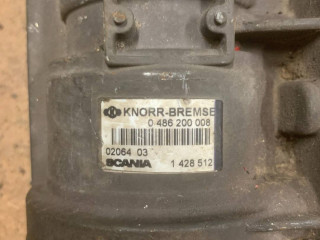 KNORR-BREMSE
0 486 200 008
02064 03
SCANIA 1 428 512